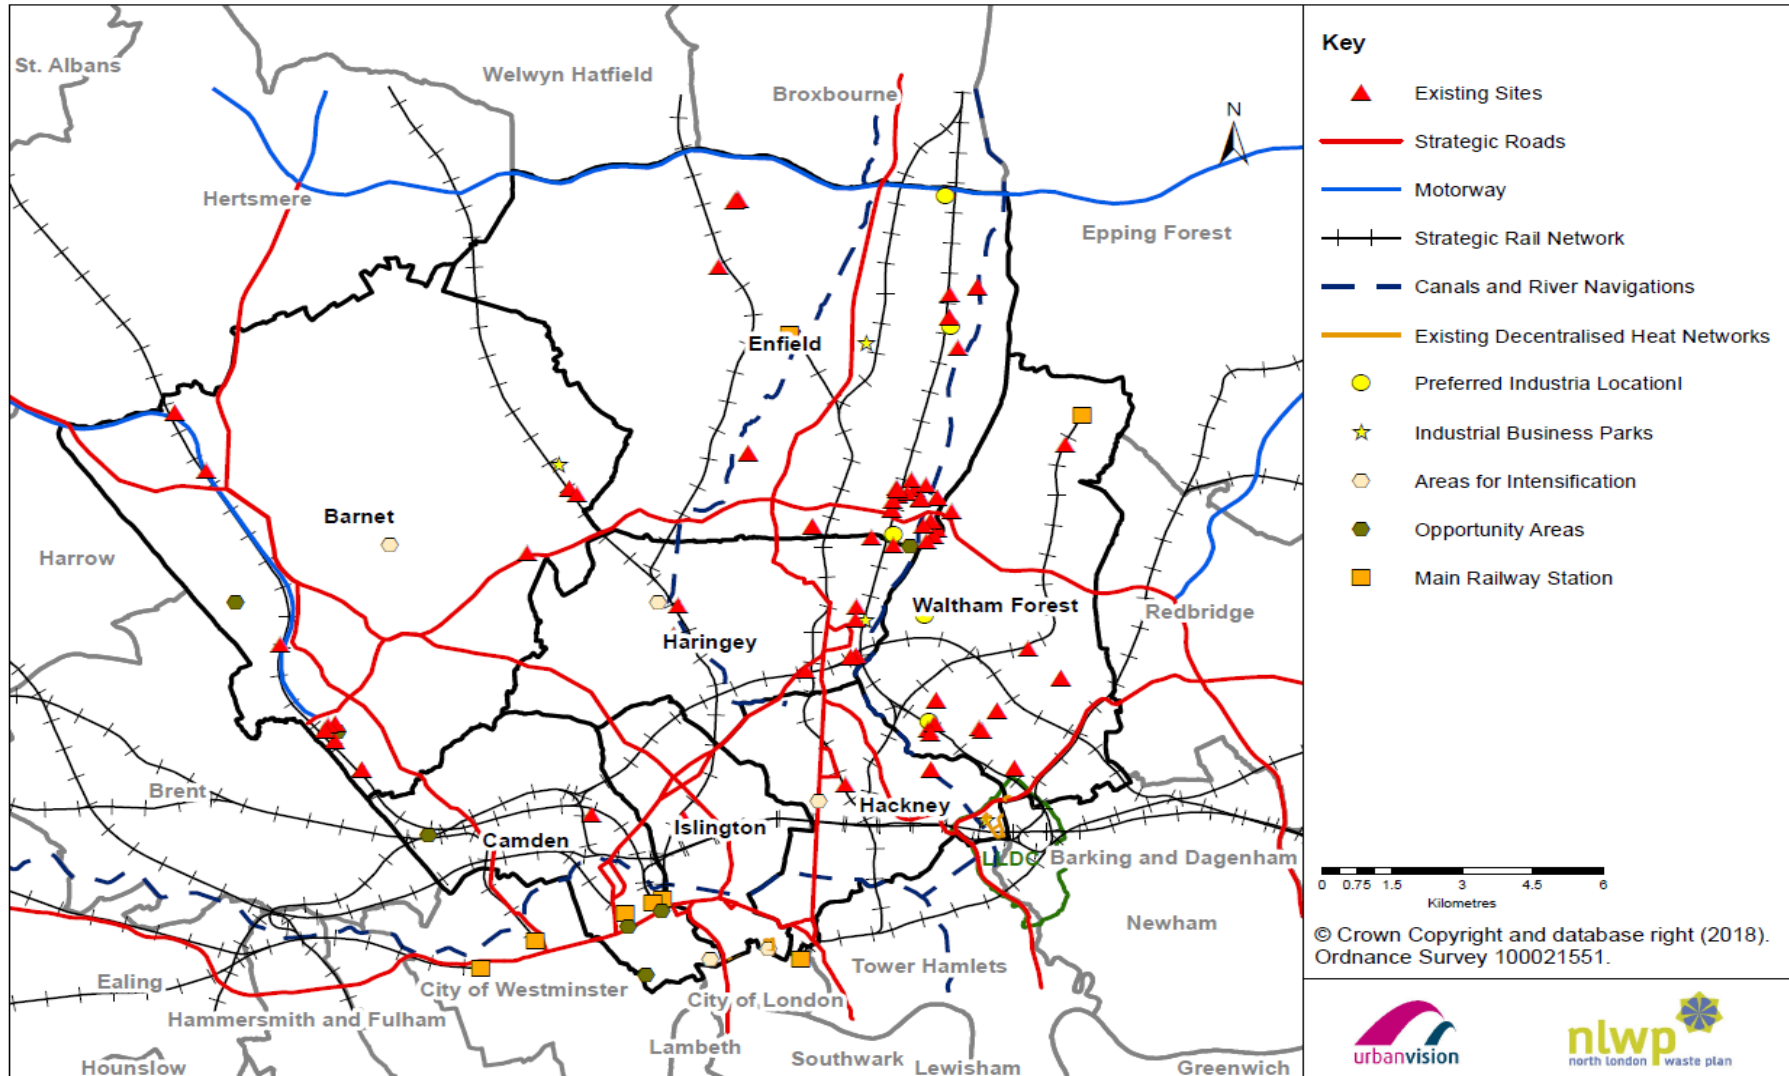 St. Albans
Welwyn Hatfield
Broxbourne
N
Hertsmere
Epping Forest
Enfield
Barnet
Harrow
Waltham Forest
Redbridge
Haringey
Brent
Hackney
Islington
Camden
LLDC
Barking and Dagenham
Newham
Tower Hamlets
Ealing
City of Westminster
City of London
Hammersmith and Fulham
Lambeth
Southwark
Hounslow
Lewisham
Greenwich
Key
Existing Sites
Strategic Roads
Motorway
Strategic Rail Network
Canals and River Navigations
Existing Decentralised Heat Networks
Preferred Industria Locationl
Industrial Business Parks
Areas for Intensification
Opportunity Areas
Main Railway Station
0 0.75 1.5 3 4.5 6
Kilometres
© Crown Copyright and database right (2018).
Ordnance Survey 100021551.
urbanvision
nlwp
north london waste plan